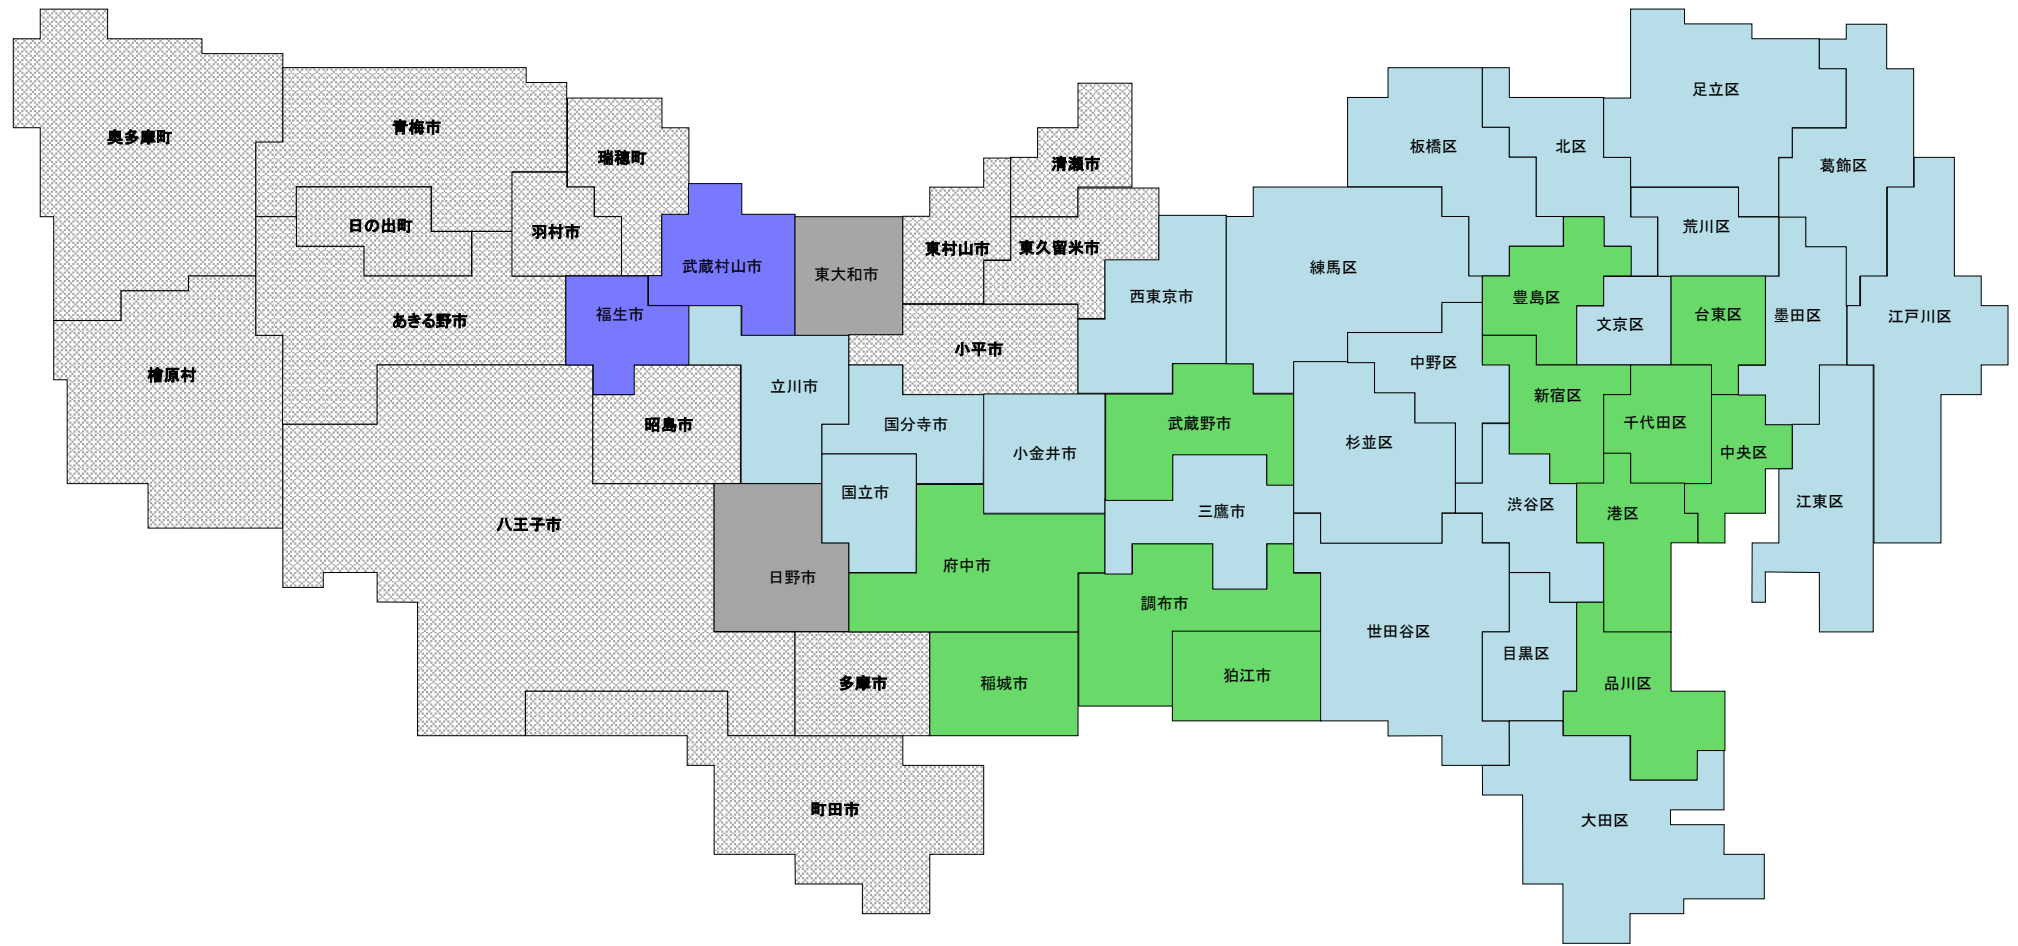 奥多摩町
青梅市
瑞穂町
清瀬市
足立区
板橋区
北区
葛飾区
日の出町
羽村市
東村山市
東久留米市
荒川区
武蔵村山市
東大和市
練馬区
西東京市
豊島区
福生市
あきる野市
文京区
台東区
墨田区
江戸川区
小平市
中野区
檜原村
立川市
新宿区
昭島市
国分寺市
武蔵野市
千代田区
杉並区
小金井市
中央区
国立市
江東区
渋谷区
三鷹市
港区
八王子市
府中市
日野市
調布市
世田谷区
目黒区
狛江市
多摩市
稲城市
品川区
町田市
大田区